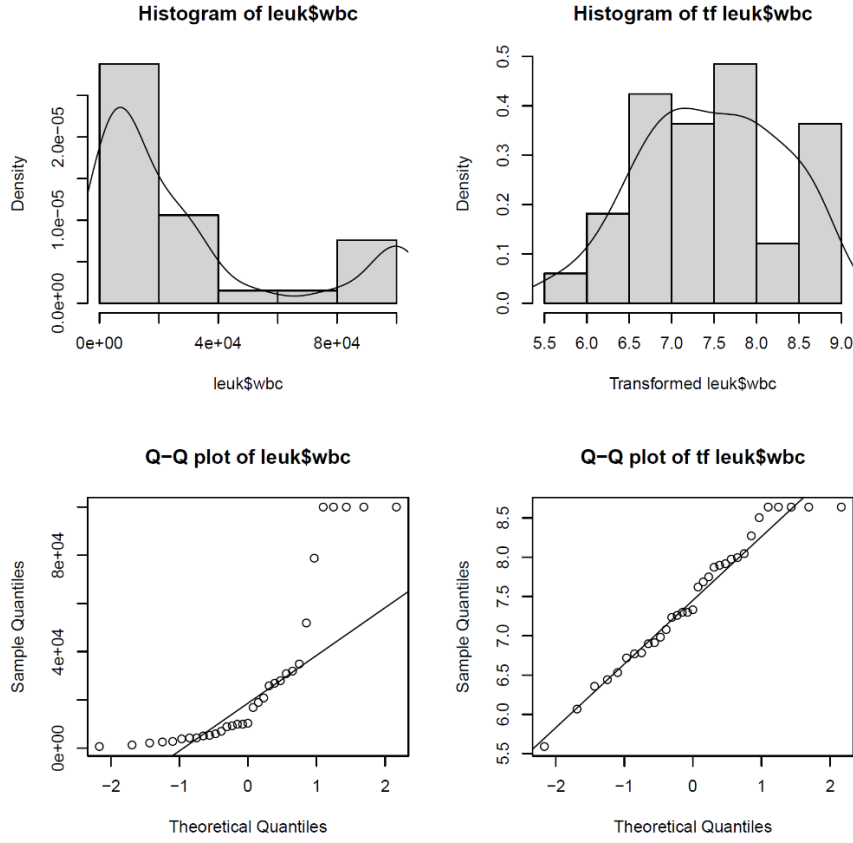 Histogram of leuk$wbc
Density
0.0e+00 1.0e-05 2.0e-05
0e+00 4e+04 8e+04
leuk$wbc
Histogram of tf leuk$wbc
Density
0.0 0.1 0.2 0.3 0.4 0.5
5.5 6.0 6.5 7.0 7.5 8.0 8.5 9.0
Transformed leuk$wbc
Q−Q plot of leuk$wbc
Sample Quantiles
0e+00 4e+04 8e+04
−2 −1 0 1 2
Theoretical Quantiles
Q−Q plot of tf leuk$wbc
Sample Quantiles
5.5 6.0 6.5 7.0 7.5 8.0 8.5
−2 −1 0 1 2
Theoretical Quantiles